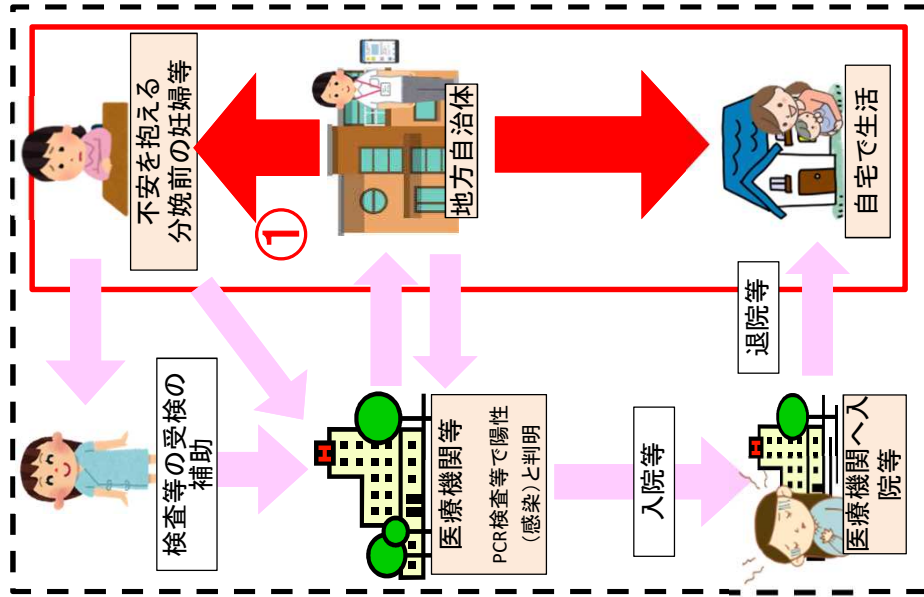 不安を抱える
分娩前の妊婦等
①
地方自治体
自宅で生活
検査等の受検の
補助
医療機関等
PCR検査等で陽性
(感染)と判明
入院等
医療機関へ入
院等
退院等
H
H